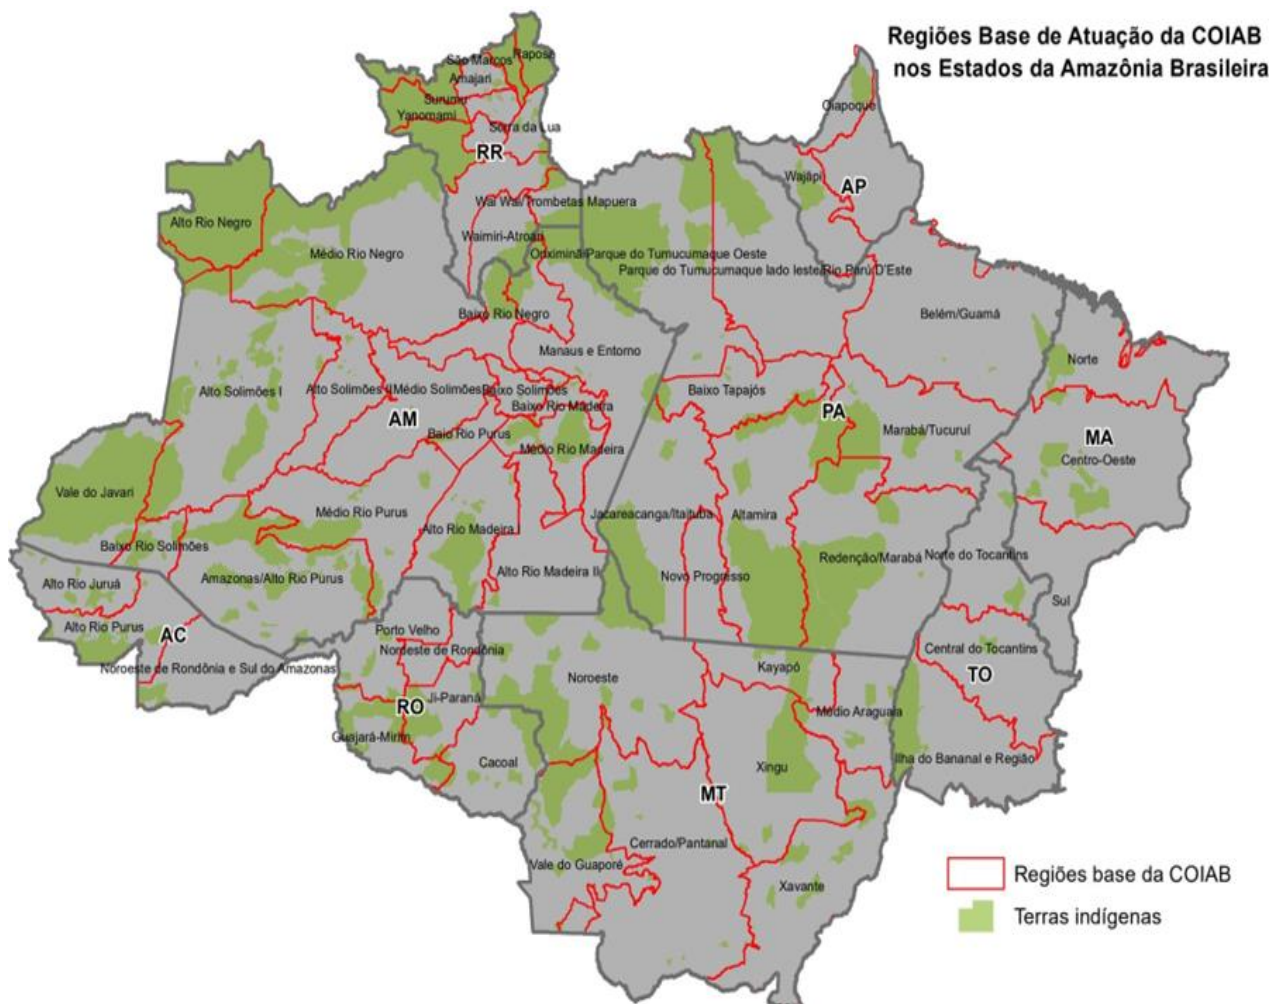 Regiões Base de Atuação da COIAB
nos Estados da Amazônia Brasileira
São Marcos
Raposa
Amajari
Surumu
Yanomami
Serra da Lua
RR
Oiapoque
Wajãpi
AP
Alto Rio Negro
Médio Rio Negro
Wai Wai/Trombetas Mapuera
Waimiri-Atroari
Oriximiná/Parque do Tumucumaque Oeste
Parque do Tumucumaque lado leste/Rio Parú D'Este
Baixo Rio Negro
Belém/Guamá
Manaus e Entorno
Norte
Alto Solimões I
Alto Solimões II
Médio Solimões
Baixo Solimões
Baixo Tapajós
Baixo Rio Madeira
AM
PA
Baio Rio Purus
Médio Rio Madeira
Marabá/Tucuruí
MA
Centro-Oeste
Vale do Javari
Médio Rio Purus
Alto Rio Madeira I
Jacareacanga/Itaituba
Altamira
Baixo Rio Solimões
Redenção/Marabá
Norte do Tocantins
Alto Rio Juruá
Amazonas/Alto Rio Purus
Alto Rio Madeira II
Novo Progresso
Sul
Alto Rio Purus
AC
Porto Velho
Nordeste de Rondônia
Noroeste de Rondônia e Sul do Amazonas
Noroeste
Kayapó
Central do Tocantins
TO
Ji-Paraná
RO
Médio Araguaia
Guajará-Mirim
Cacoal
Xingu
Ilha do Bananal e Região
MT
Cerrado/Pantanal
Vale do Guaporé
Xavante
Regiões base da COIAB
Terras indígenas